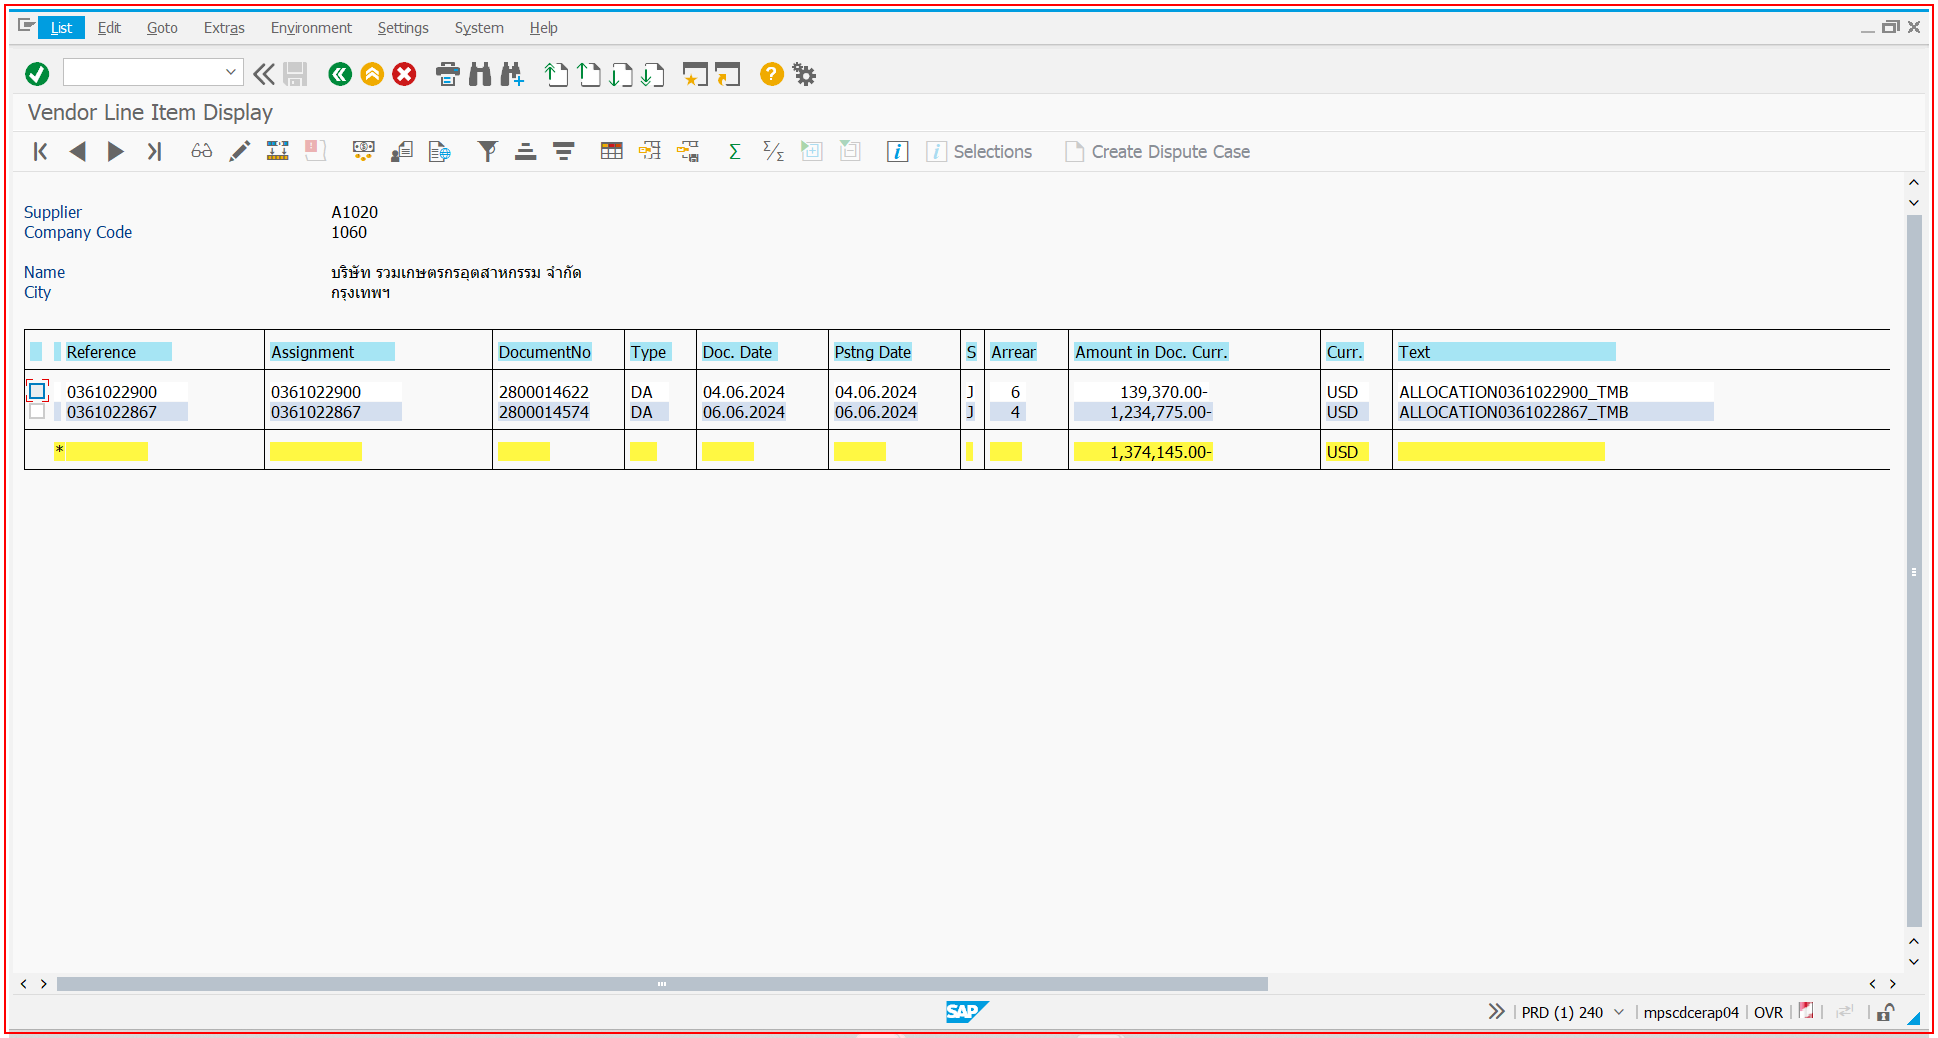 List Edit Goto Extras Environment Settings System Help
Vendor Line Item Display
Selections Create Dispute Case
Supplier A1020
Company Code 1060
Name บริษัท รวมเกษตรกรอุตสาหกรรม จำกัด
City กรุงเทพฯ
Reference Assignment DocumentNo Type Doc. Date Pstng Date S Arrear Amount in Doc. Curr. Curr. Text
0361022900 0361022900 2800014622 DA 04.06.2024 04.06.2024 J 6 139,370.00- USD ALLOCATION0361022900_TMB
0361022867 0361022867 2800014574 DA 06.06.2024 06.06.2024 J 4 1,234,775.00- USD ALLOCATION0361022867_TMB
* 1,374,145.00- USD
SAP PRD (1) 240 mpscdcerap04 OVR